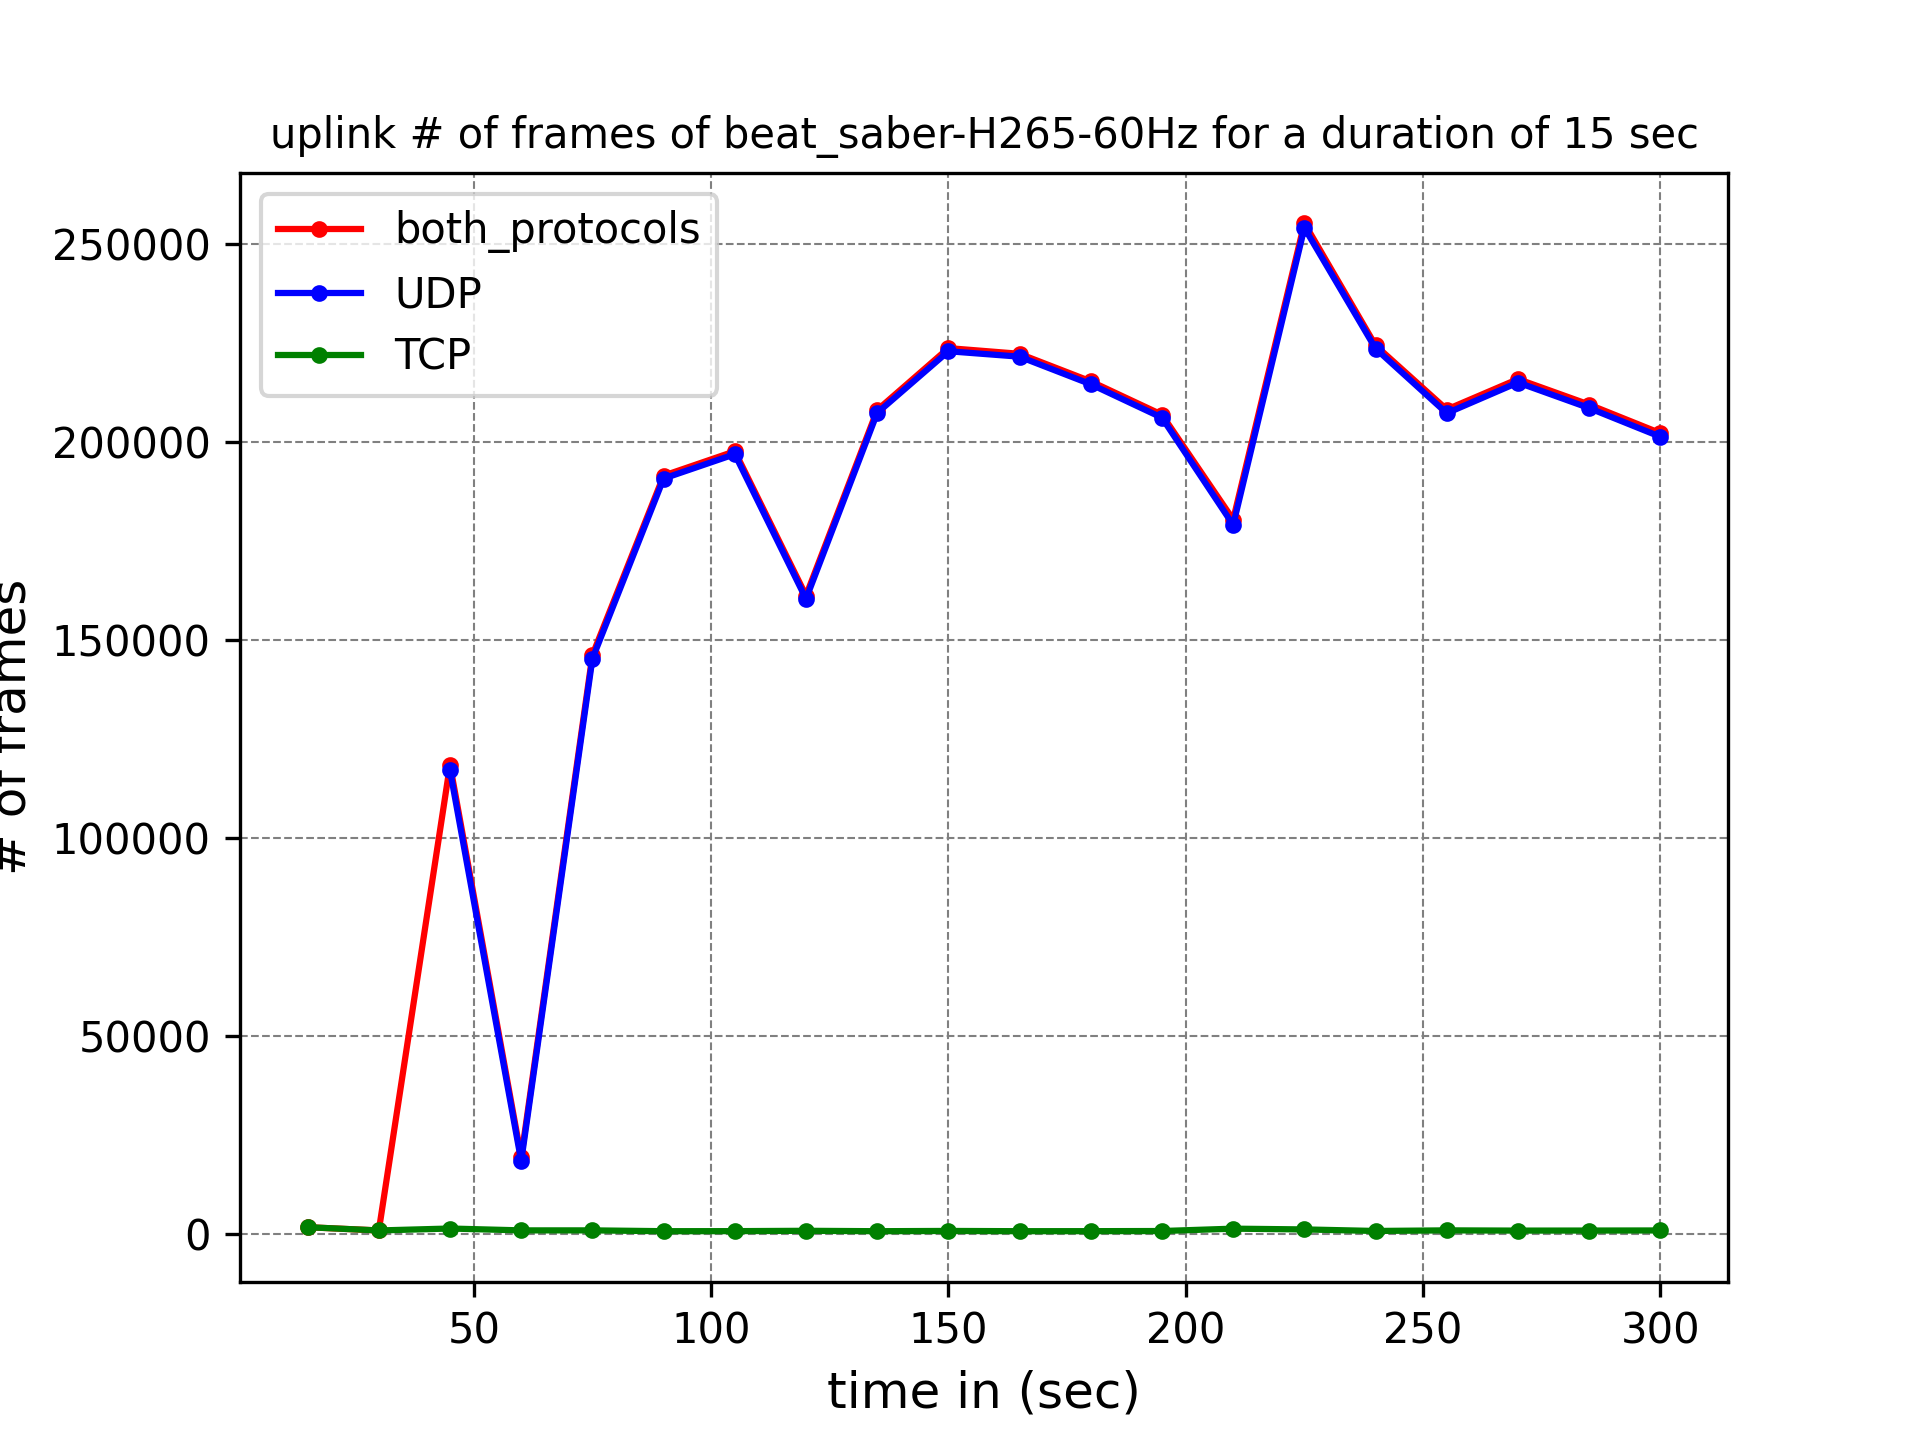 uplink # of frames of beat_saber-H265-60Hz for a duration of 15 sec
both_protocols
UDP
TCP
250000
200000
150000
100000
50000
0
# of frames
50 100 150 200 250 300
time in (sec)